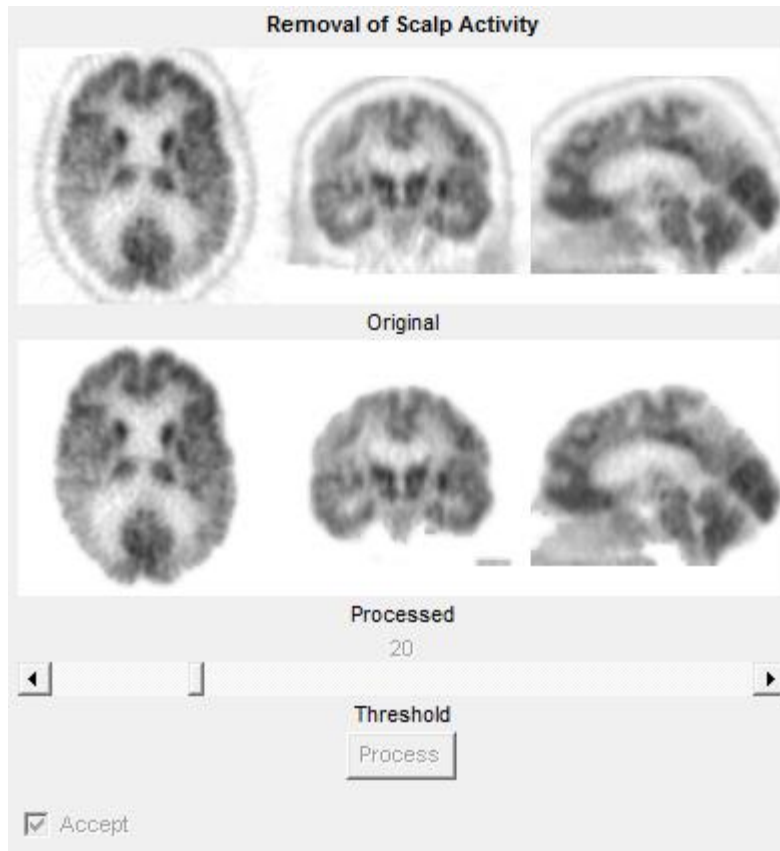 Removal of Scalp Activity
Original
Processed
20
Threshold
Process
Accept